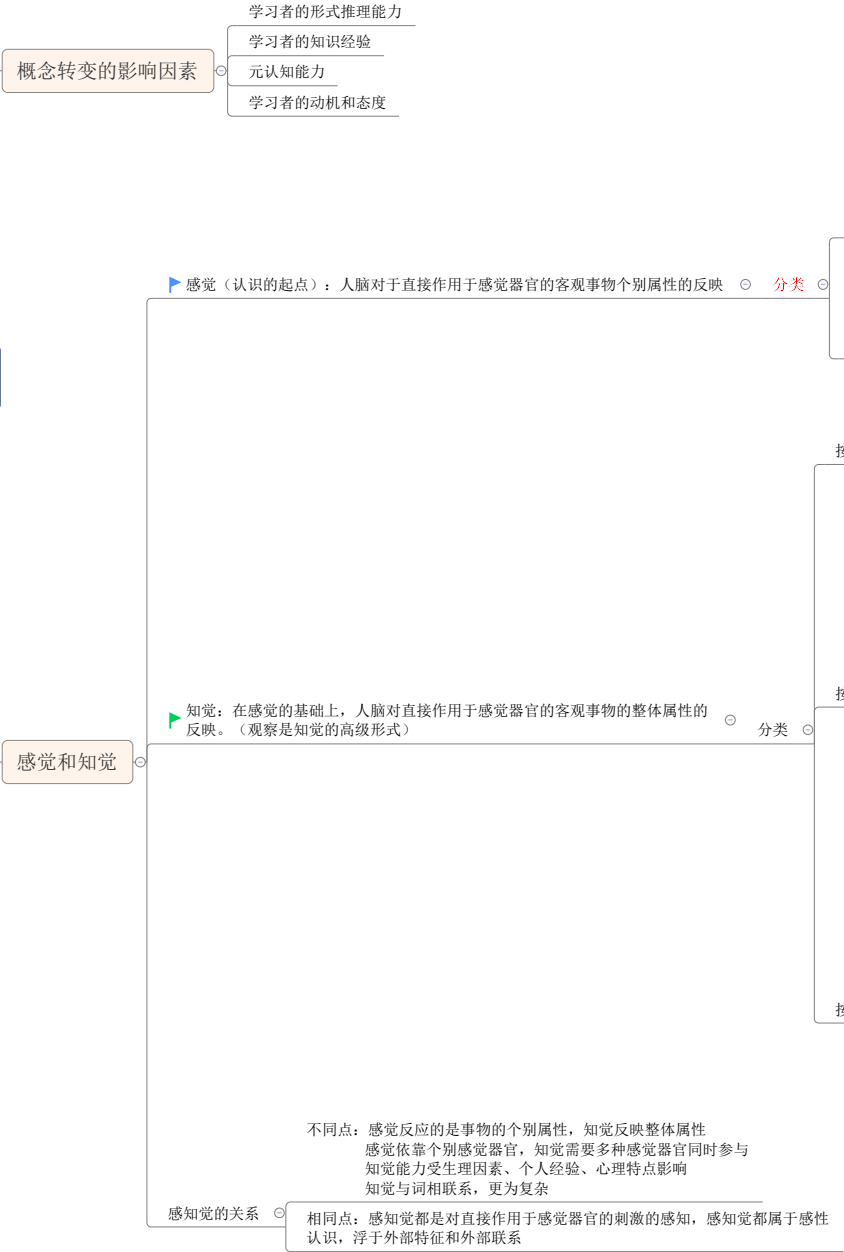 学习者的形式推理能力
学习者的知识经验
概念转变的影响因素
元认知能力
学习者的动机和态度
感觉（认识的起点）：人脑对于直接作用于感觉器官的客观事物个别属性的反映
分类
知觉：在感觉的基础上，人脑对直接作用于感觉器官的客观事物的整体属性的
反映。（观察是知觉的高级形式）
分类
感觉和知觉
不同点：感觉反应的是事物的个别属性，知觉反映整体属性
感觉依靠个别感觉器官，知觉需要多种感觉器官同时参与
知觉能力受生理因素、个人经验、心理特点影响
知觉与词相联系，更为复杂
感知觉的关系
相同点：感知觉都是对直接作用于感觉器官的刺激的感知，感知觉都属于感性
认识，浮于外部特征和外部联系